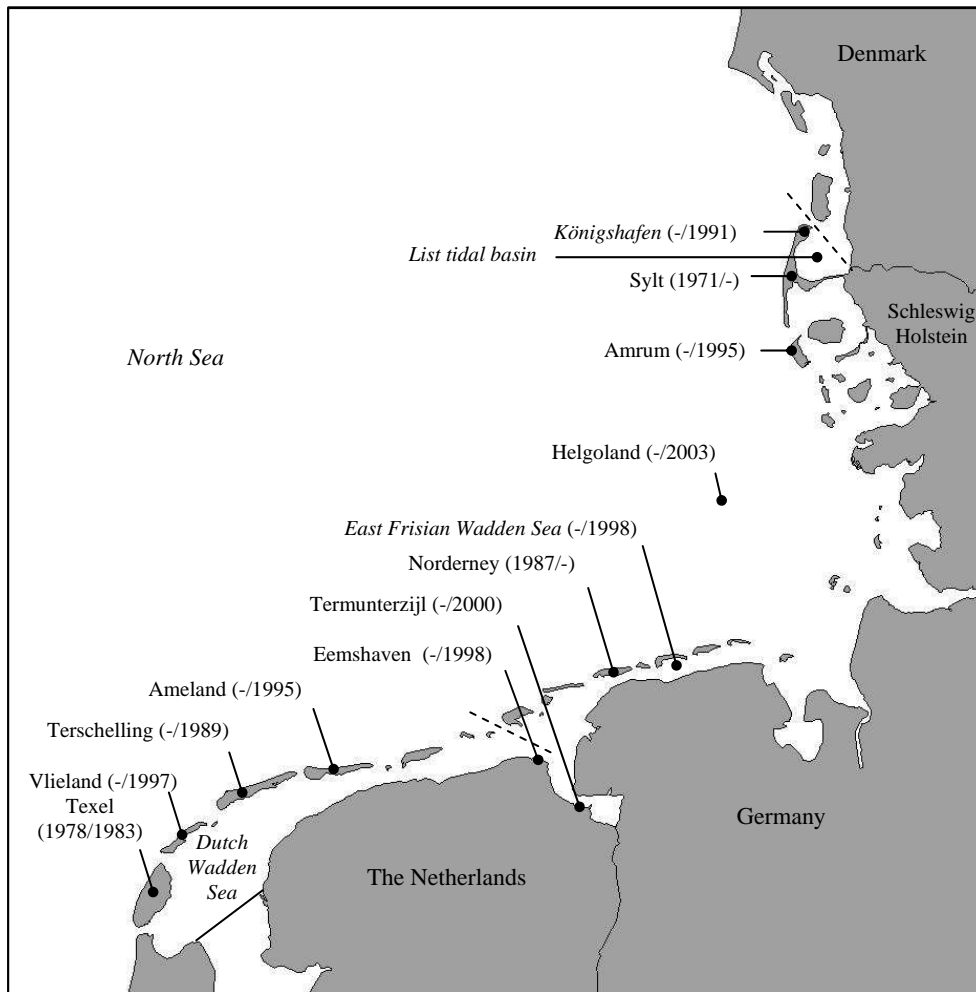 Denmark
Königshafen (-/1991)
List tidal basin
Sylt (1971/-)
Schleswig
Holstein
Amrum (-/1995)
North Sea
Helgoland (-/2003)
East Frisian Wadden Sea (-/1998)
Norderney (1987/-)
Termunterzijl (-/2000)
Eemshaven (-/1998)
Ameland (-/1995)
Terschelling (-/1989)
Vlieland (-/1997)
Texel
(1978/1983)
Dutch
Wadden
Sea
Germany
The Netherlands